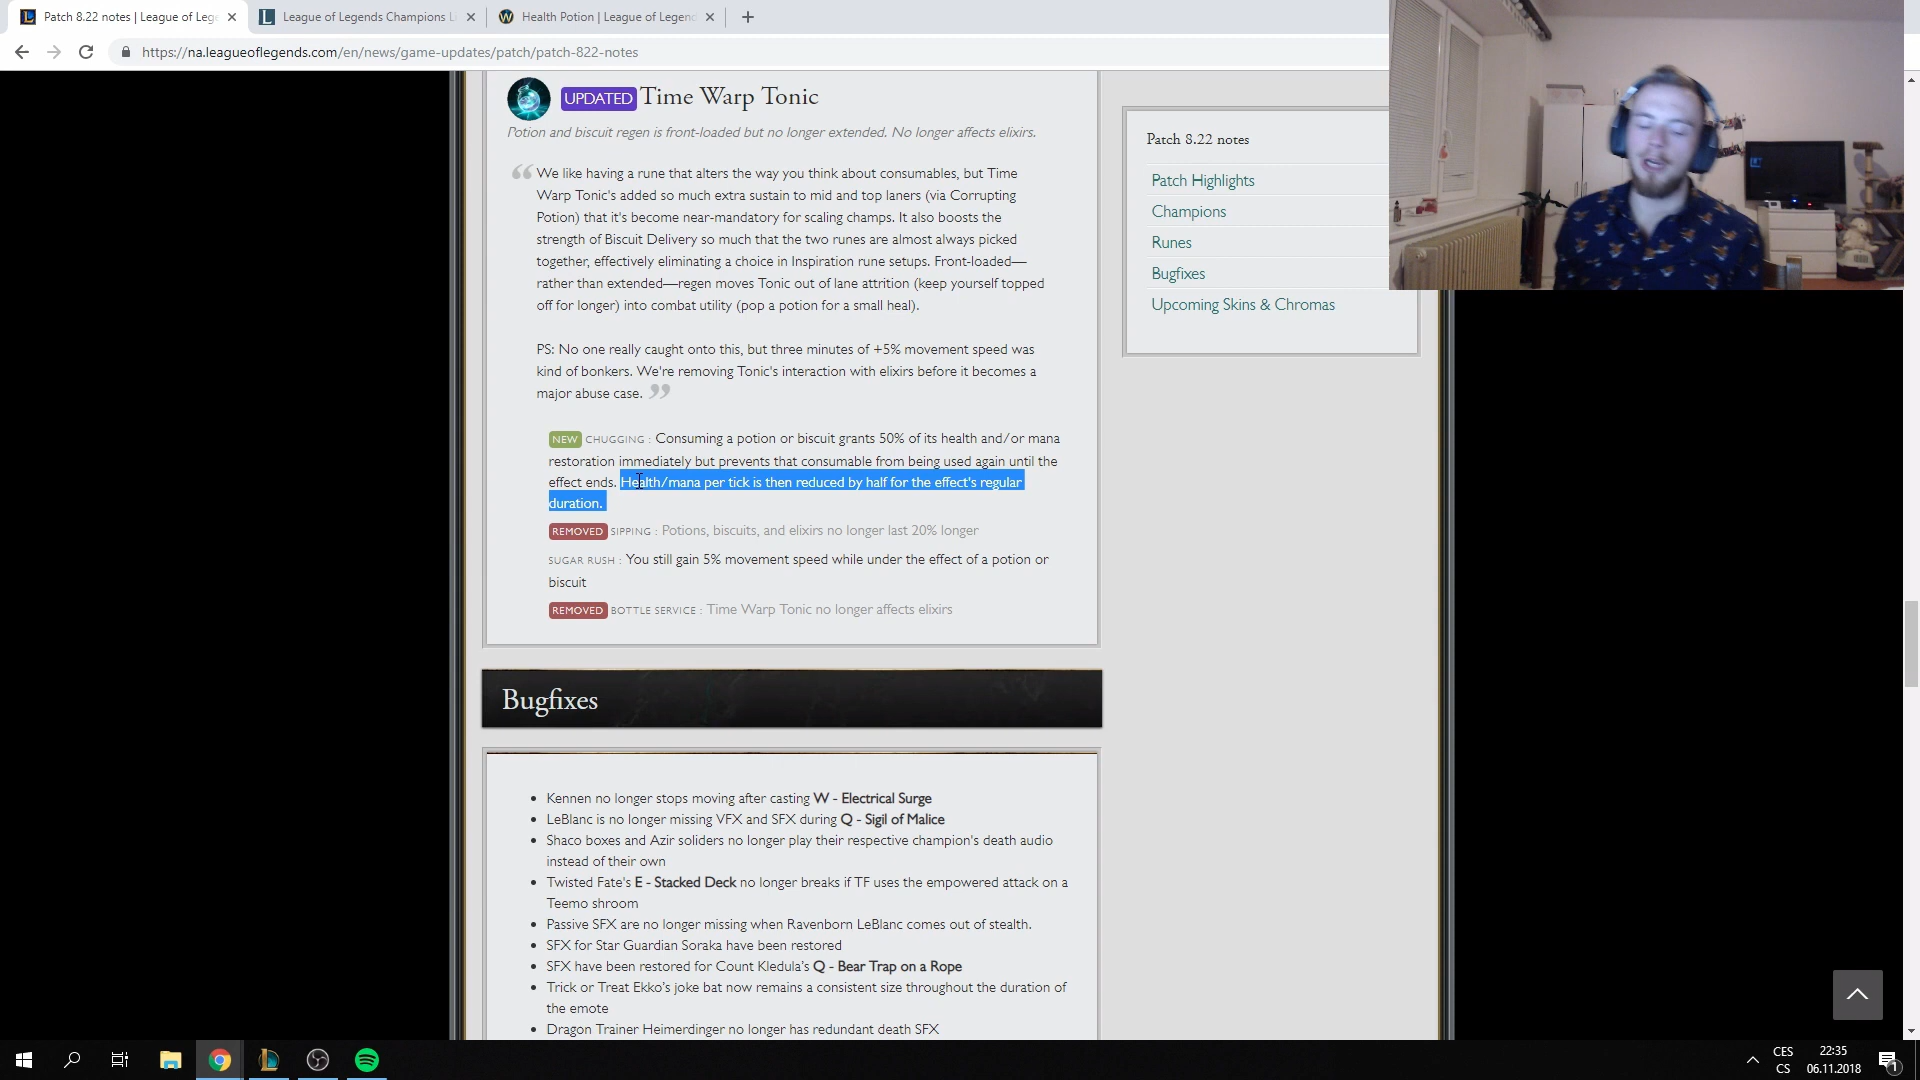 Patch 8.22 notes | League of Lege
League of Legends Champions Li
Health Potion | League of Legend
https://na.leagueoflegends.com/en/news/game-updates/patch/patch-822-notes
UPDATED Time Warp Tonic
Potion and biscuit regen is front-loaded but no longer extended. No longer affects elixirs.
“ We like having a rune that alters the way you think about consumables, but Time
Warp Tonic's added so much extra sustain to mid and top laners (via Corrupting
Potion) that it's become near-mandatory for scaling champs. It also boosts the
strength of Biscuit Delivery so much that the two runes are almost always picked
together, effectively eliminating a choice in Inspiration rune setups. Front-loaded—
rather than extended—regen moves Tonic out of lane attrition (keep yourself topped
off for longer) into combat utility (pop a potion for a small heal).
PS: No one really caught onto this, but three minutes of +5% movement speed was
kind of bonkers. We're removing Tonic's interaction with elixirs before it becomes a
major abuse case. ”
NEW CHUGGING : Consuming a potion or biscuit grants 50% of its health and/or mana
restoration immediately but prevents that consumable from being used again until the
effect ends. Health/mana per tick is then reduced by half for the effect's regular
duration.
REMOVED SIPPING : Potions, biscuits, and elixirs no longer last 20% longer
SUGAR RUSH : You still gain 5% movement speed while under the effect of a potion or
biscuit
REMOVED BOTTLE SERVICE : Time Warp Tonic no longer affects elixirs
Bugfixes
• Kennen no longer stops moving after casting W - Electrical Surge
• LeBlanc is no longer missing VFX and SFX during Q - Sigil of Malice
• Shaco boxes and Azir soliders no longer play their respective champion's death audio
instead of their own
• Twisted Fate's E - Stacked Deck no longer breaks if TF uses the empowered attack on a
Teemo shroom
• Passive SFX are no longer missing when Ravenborn LeBlanc comes out of stealth.
• SFX for Star Guardian Soraka have been restored
• SFX have been restored for Count Kledula’s Q - Bear Trap on a Rope
• Trick or Treat Ekko’s joke bat now remains a consistent size throughout the duration of
the emote
• Dragon Trainer Heimerdinger no longer has redundant death SFX
Patch 8.22 notes
Patch Highlights
Champions
Runes
Bugfixes
Upcoming Skins & Chromas
CES
CS
22:35
06.11.2018
1